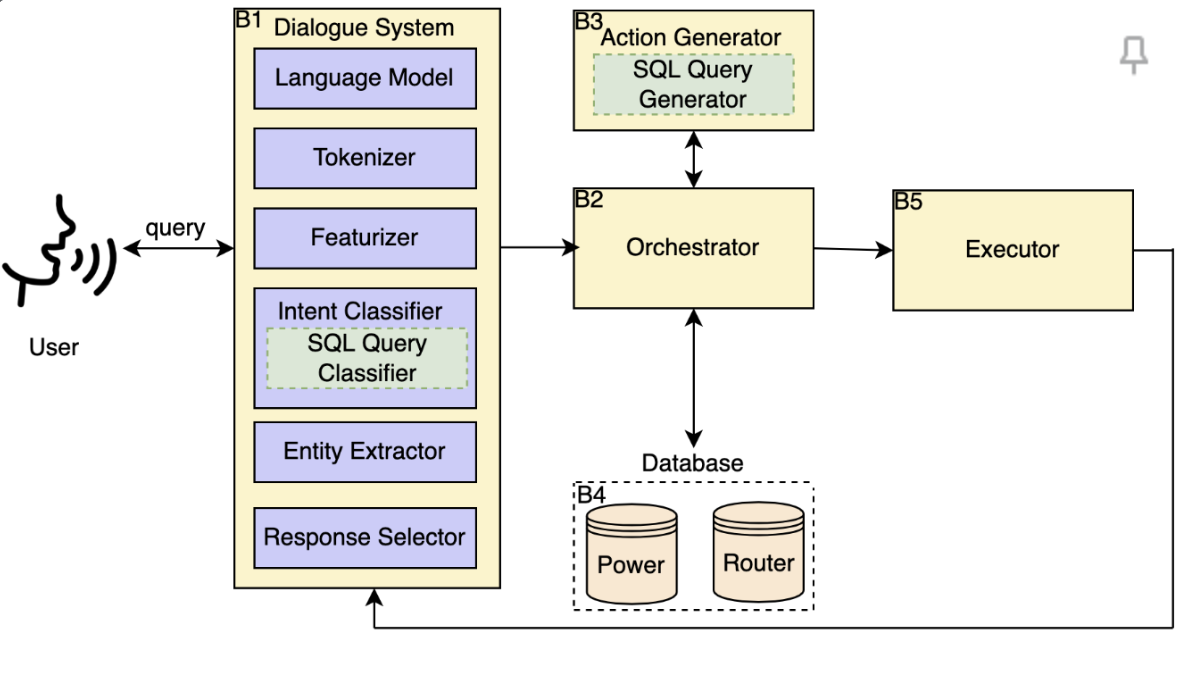 B1
Dialogue System
Language Model
Tokenizer
Featurizer
Intent Classifier
SQL Query
Classifier
Entity Extractor
Response Selector
query
User
B3
Action Generator
SQL Query
Generator
B2
Orchestrator
B5
Executor
Database
B4
Power
Router